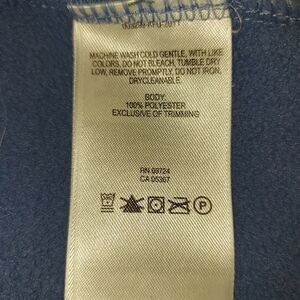 MACHINE WASH COLD GENTLE, WITH LIKE
COLORS, DO NOT BLEACH, TUMBLE DRY
LOW, REMOVE PROMPTLY, DO NOT IRON,
DRYCLEANABLE.
BODY:
100% POLYESTER
EXCLUSIVE OF TRIMMING
RN 09724
CA 05367
P